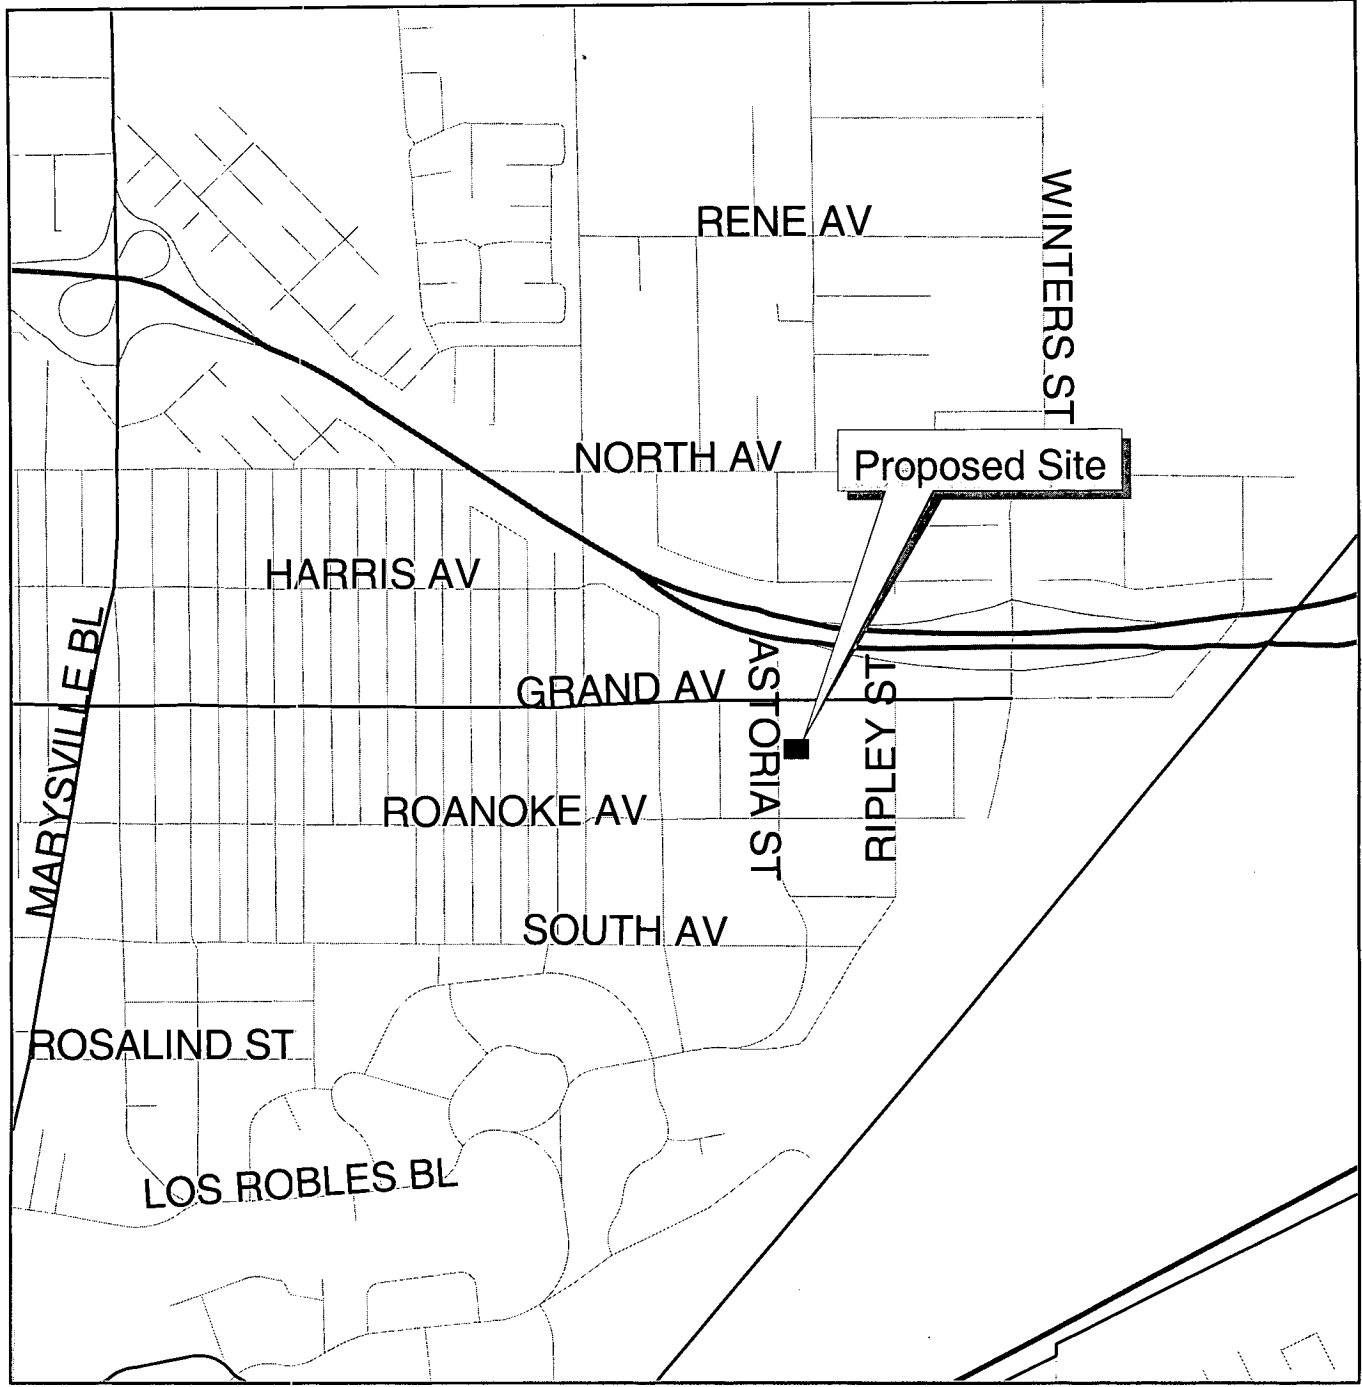 RENE AV
WINTERS ST
NORTH AV
Proposed Site
HARRIS AV
MARYSVILLE BL
GRAND AV
ASTORIA ST
RIPLEY ST
ROANOKE AV
SOUTH AV
ROSALIND ST
LOS ROBLES BL